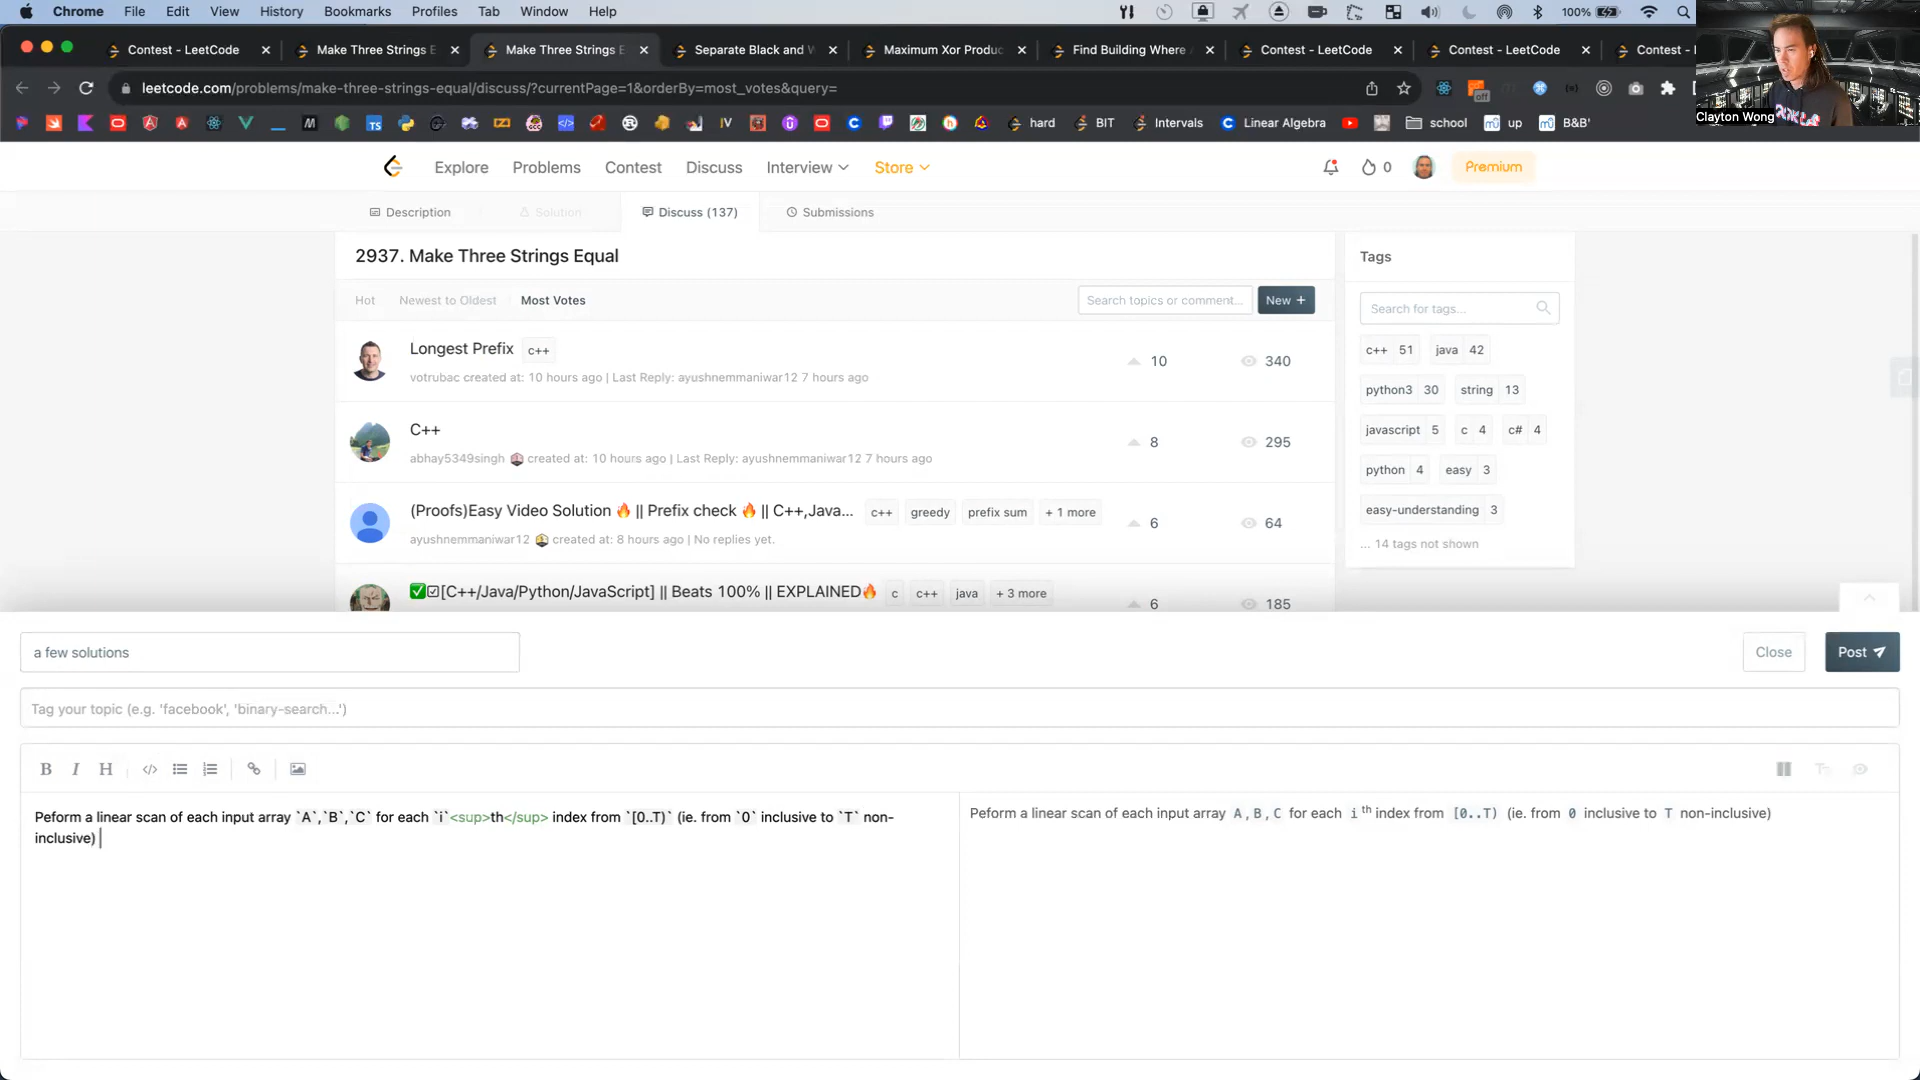 Chrome File Edit View History Bookmarks Profiles Tab Window Help 100%
Contest - LeetCode Make Three Strings E Make Three Strings E Separate Black and W Maximum Xor Produc Find Building Where A Contest - LeetCode Contest - LeetCode Contest -
leetcode.com/problems/make-three-strings-equal/discuss/?currentPage=1&orderBy=most_votes&query=
off
Clayton Wong
TS IV hard BIT Intervals Linear Algebra school up B&B'
Explore Problems Contest Discuss Interview Store 0 Premium
Description Solution Discuss (137) Submissions
2937. Make Three Strings Equal
Hot Newest to Oldest Most Votes Search topics or comment... New +
Longest Prefix c++ 10 340
votrubac created at: 10 hours ago | Last Reply: ayushnemmaniwar12 7 hours ago
C++ 8 295
abhay5349singh created at: 10 hours ago | Last Reply: ayushnemmaniwar12 7 hours ago
(Proofs)Easy Video Solution 🔥 || Prefix check 🔥 || C++,Java... c++ greedy prefix sum + 1 more 6 64
ayushnemmaniwar12 created at: 8 hours ago | No replies yet.
✅☑[C++/Java/Python/JavaScript] || Beats 100% || EXPLAINED🔥 c c++ java + 3 more 6 185
Tags
Search for tags...
c++ 51 java 42
python3 30 string 13
javascript 5 c 4 c# 4
python 4 easy 3
easy-understanding 3
... 14 tags not shown
a few solutions Close Post
Tag your topic (e.g. 'facebook', 'binary-search...')
B I H
Peform a linear scan of each input array `A`,`B`,`C` for each `i`<sup>th</sup> index from `[0..T)` (ie. from `0` inclusive to `T` non-
inclusive)
Peform a linear scan of each input array A,B,C for each i th index from [0..T) (ie. from 0 inclusive to T non-inclusive)